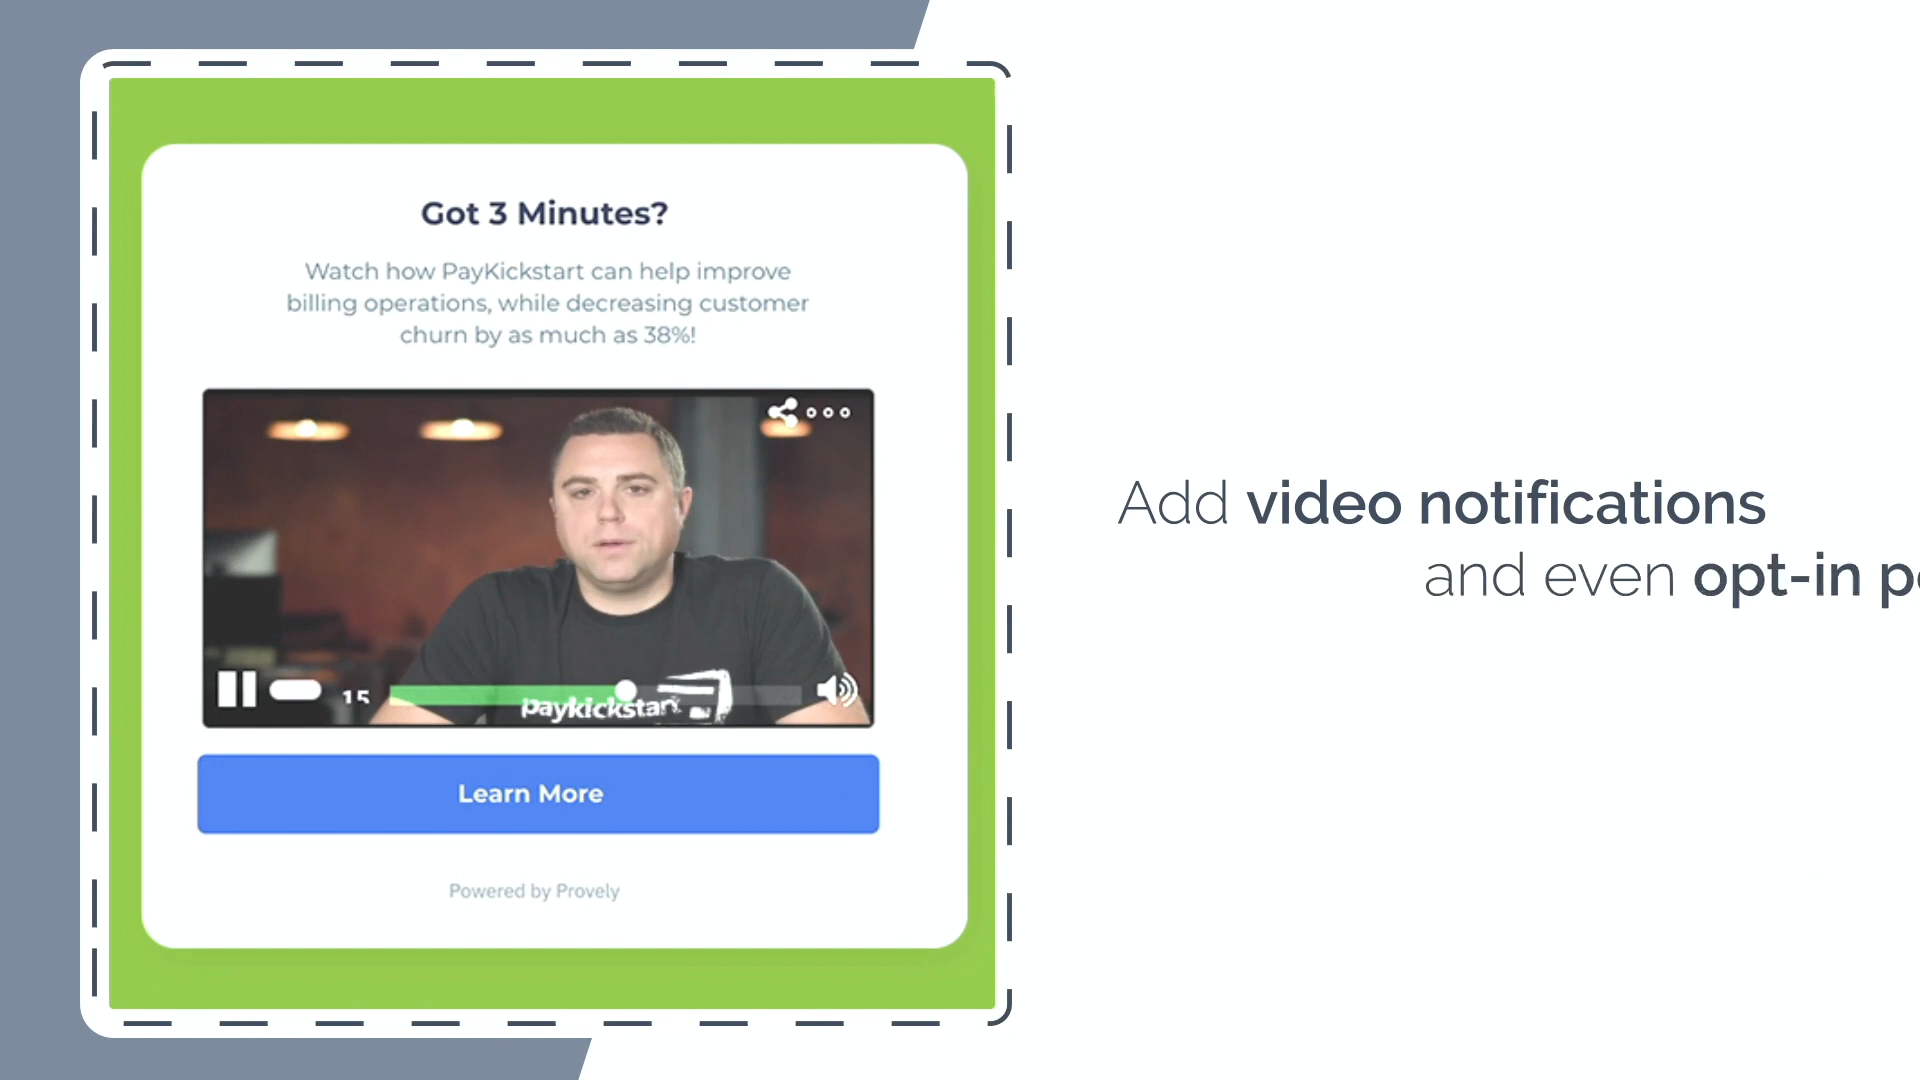 Got 3 Minutes?
Watch how PayKickstart can help improve
billing operations, while decreasing customer
churn by as much as 38%!
15
paykickstart
Learn More
Powered by Provely
Add video notifications
and even opt-in